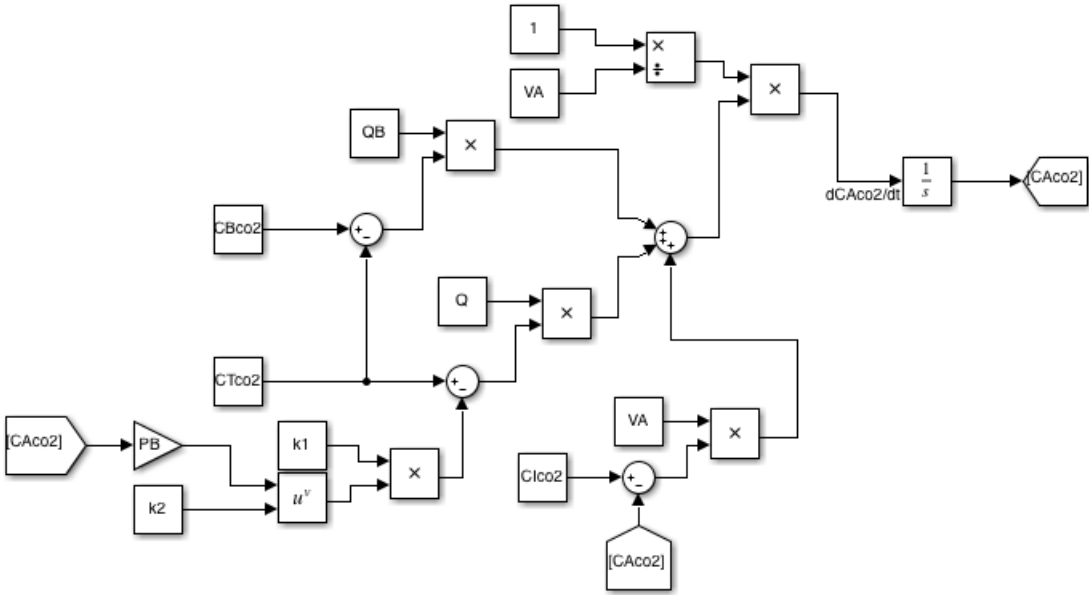 1
×
÷
VA
×
QB
×
1
s
[CAco2]
dCAco2/dt
CBco2
+
-
+
+
+
Q
×
CTco2
+
-
VA
×
[CAco2]
PB
k1
×
CIco2
+
-
k2
u^v
[CAco2]